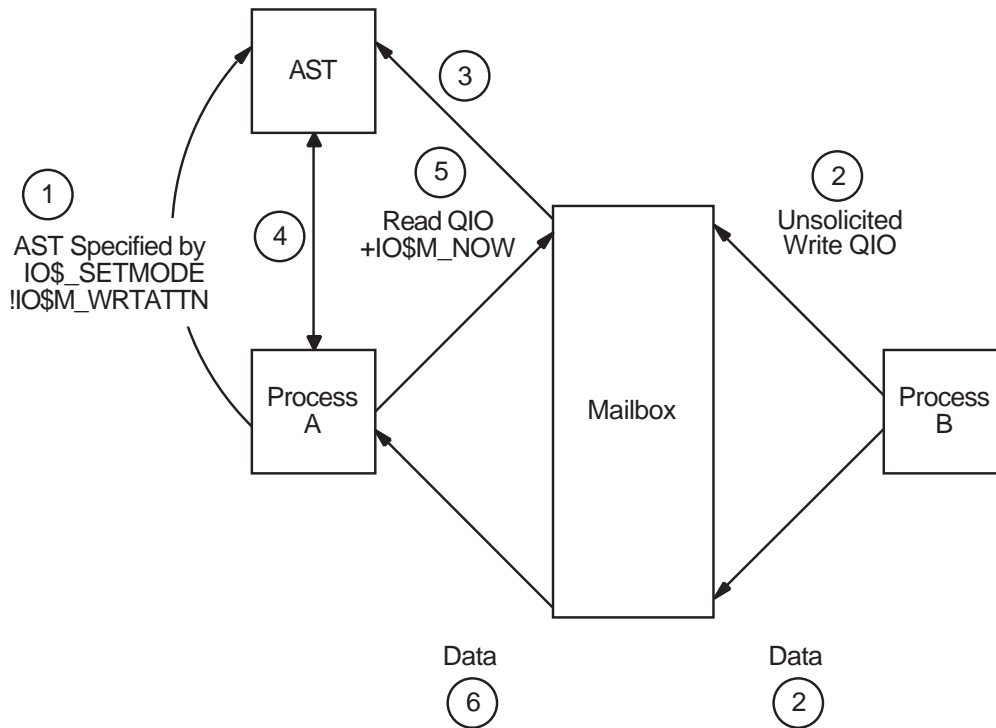 AST
3
1
AST Specified by
IO$_SETMODE
!IO$M_WRTATTN
4
5
Read QIO
+IO$M_NOW
2
Unsolicited
Write QIO
Process
A
Mailbox
Process
B
Data
6
Data
2